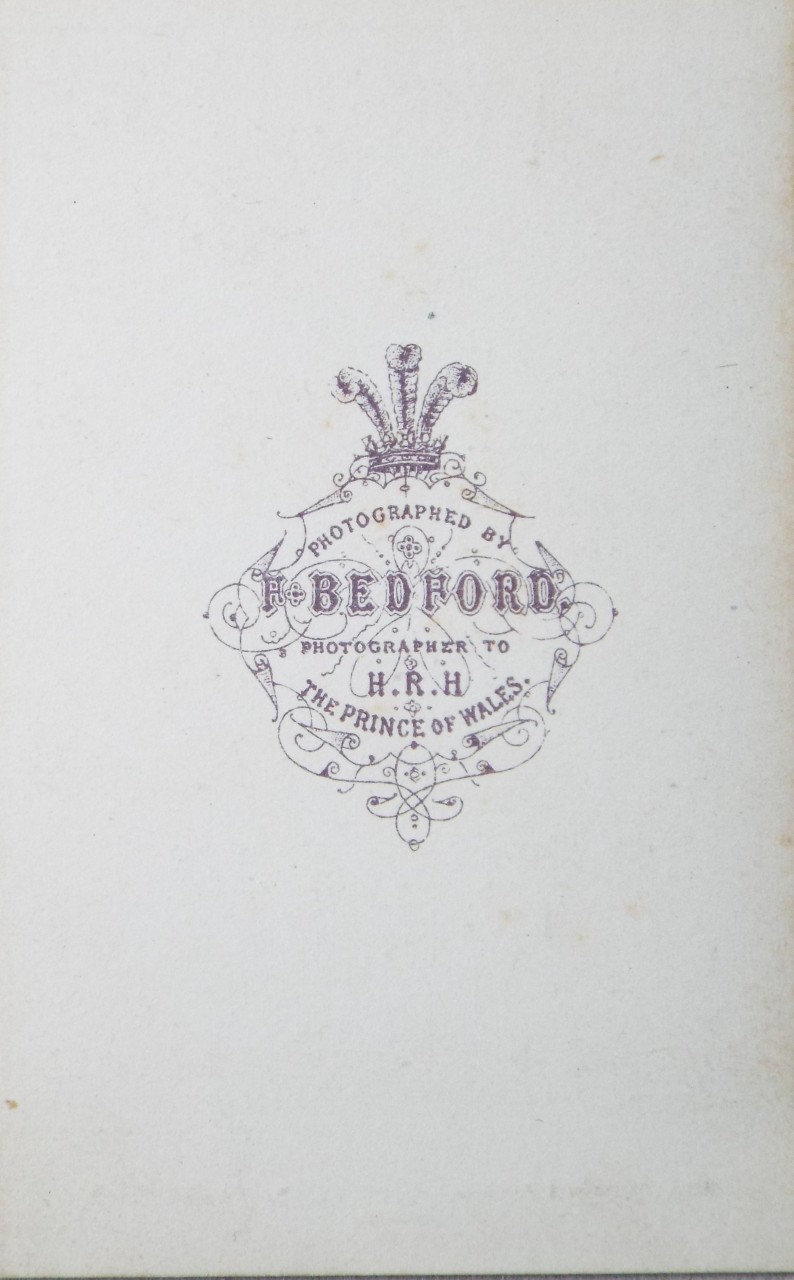 PHOTOGRAPHED BY
F. BEDFORD.
PHOTOGRAPHER TO
H.R.H
THE PRINCE OF WALES.